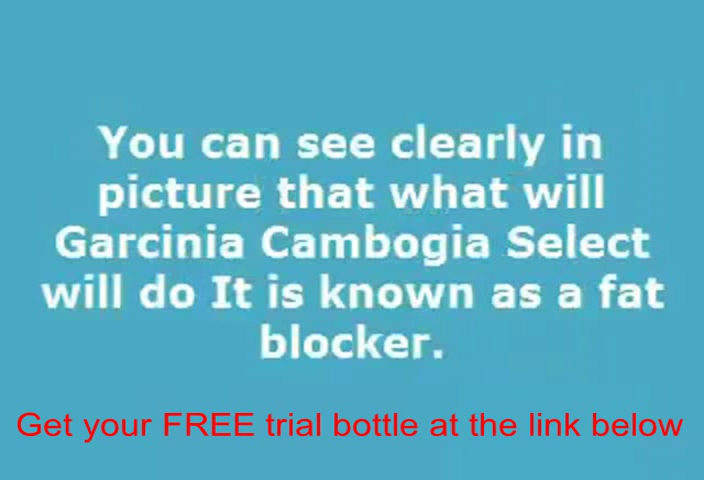 You can see clearly in
picture that what will
Garcinia Cambogia Select
will do It is known as a fat
blocker.
Get your FREE trial bottle at the link below